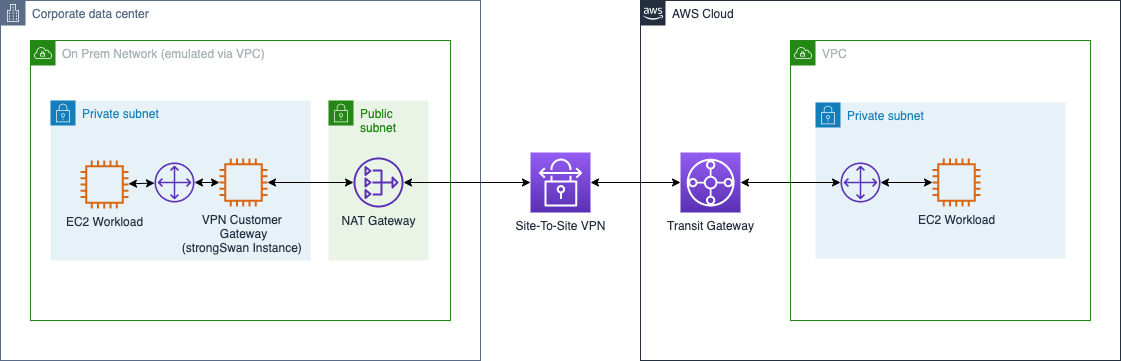 Corporate data center
aws
AWS Cloud
On Prem Network (emulated via VPC)
VPC
Private subnet
Public
subnet
Private subnet
EC2 Workload
VPN Customer
Gateway
(strongSwan Instance)
NAT Gateway
Site-To-Site VPN
Transit Gateway
EC2 Workload